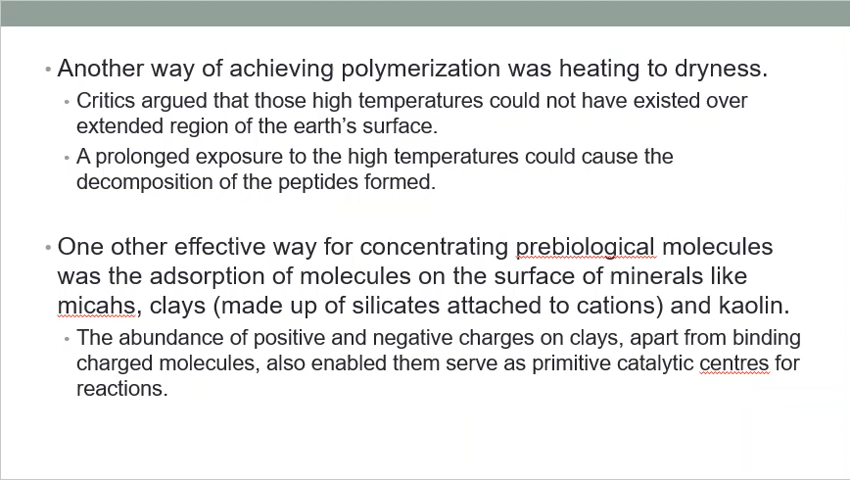 • Another way of achieving polymerization was heating to dryness.
• Critics argued that those high temperatures could not have existed over
extended region of the earth's surface.
• A prolonged exposure to the high temperatures could cause the
decomposition of the peptides formed.
• One other effective way for concentrating prebiological molecules
was the adsorption of molecules on the surface of minerals like
micahs, clays (made up of silicates attached to cations) and kaolin.
• The abundance of positive and negative charges on clays, apart from binding
charged molecules, also enabled them serve as primitive catalytic centres for
reactions.